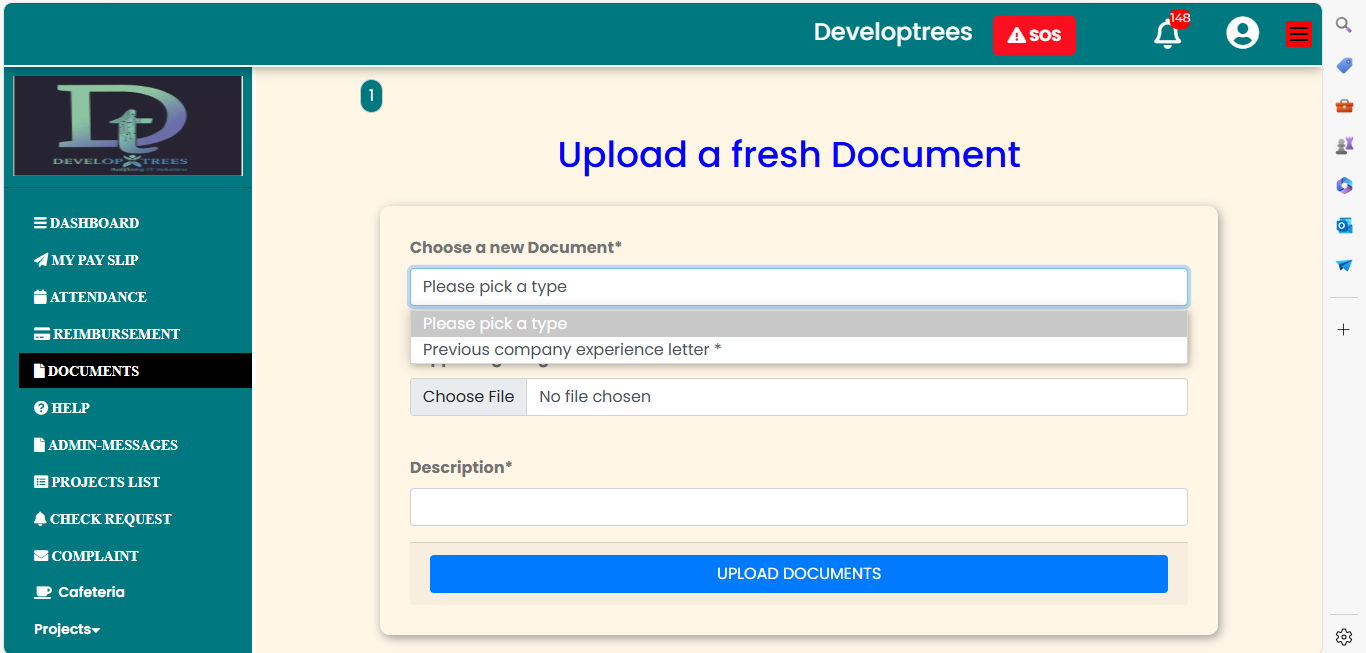 Developtrees
SOS
148
DEVELOP TREES
1
Upload a fresh Document
DASHBOARD
MY PAY SLIP
ATTENDANCE
REIMBURSEMENT
DOCUMENTS
HELP
ADMIN-MESSAGES
PROJECTS LIST
CHECK REQUEST
COMPLAINT
Cafeteria
Projects
Choose a new Document*
Please pick a type
Please pick a type
Previous company experience letter *
Choose File No file chosen
Description*
UPLOAD DOCUMENTS